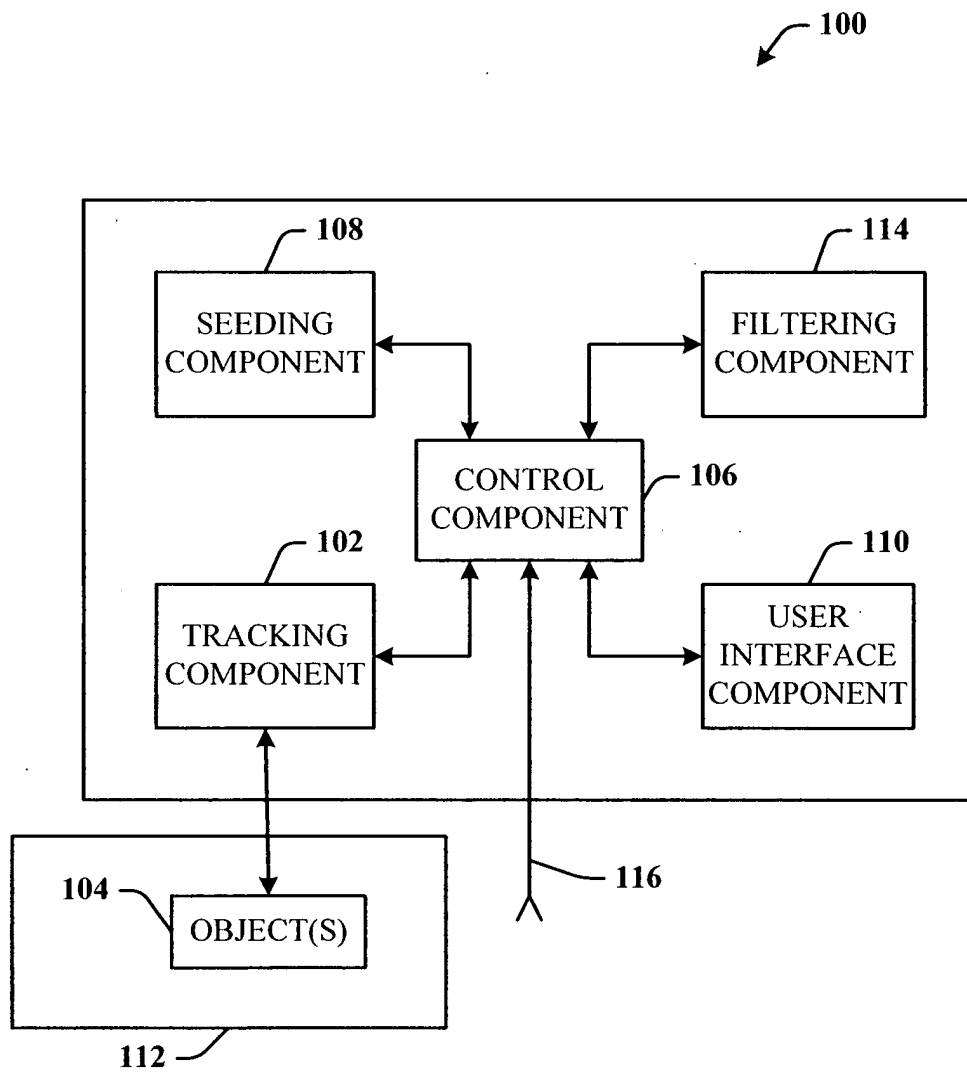 100
108
114
SEEDING
COMPONENT
FILTERING
COMPONENT
CONTROL
COMPONENT
106
102
110
TRACKING
COMPONENT
USER
INTERFACE
COMPONENT
104
OBJECT(S)
116
112